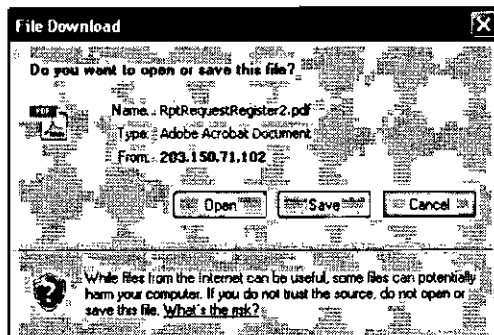 File Download
Do you want to open or save this file?
Name: RptRequestRegister2.pdf
Type: Adobe Acrobat Document
From: 203.150.71.102
Open Save Cancel
While files from the Internet can be useful, some files can potentially
harm your computer. If you do not trust the source, do not open or
save this file. What's the risk?